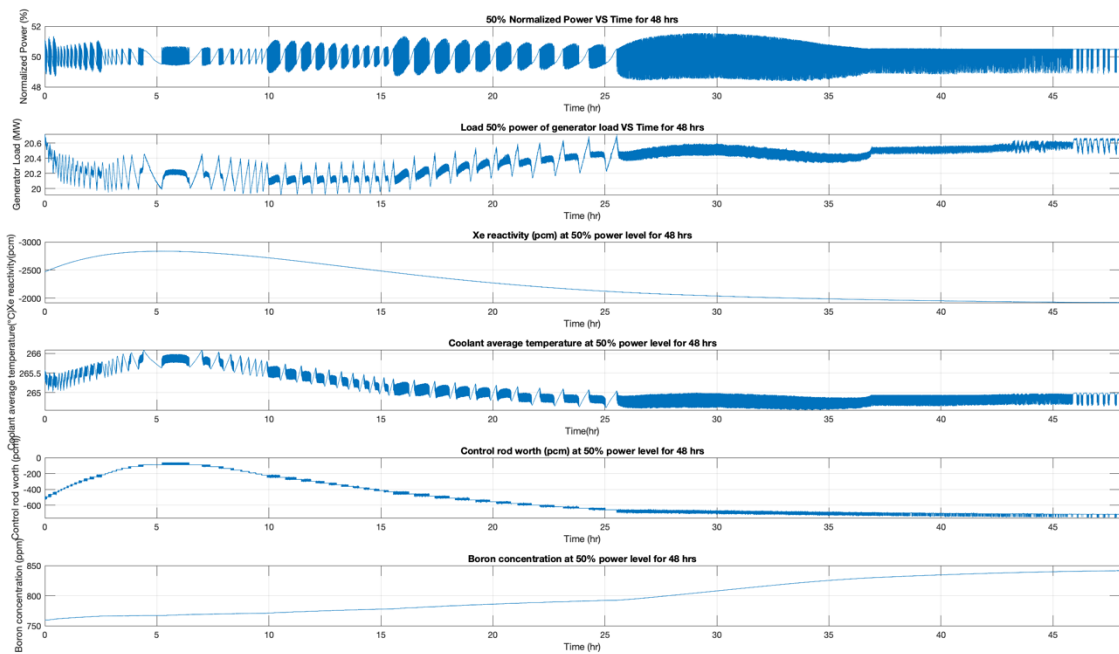 50% Normalized Power VS Time for 48 hrs
Normalized Power (%)
52
50
48
0 5 10 15 20 25 30 35 40 45
Time (hr)
Load 50% power of generator load VS Time for 48 hrs
Generator Load (MW)
20.6
20.4
20.2
20
0 5 10 15 20 25 30 35 40 45
Time (hr)
Xe reactivity (pcm) at 50% power level for 48 hrs
Xe reactivity(pcm)
-3000
-2500
-2000
0 5 10 15 20 25 30 35 40 45
Time (hr)
Coolant average temperature at 50% power level for 48 hrs
Coolant average temperature(°C)
266
265.5
265
0 5 10 15 20 25 30 35 40 45
Time(hr)
Control rod worth (pcm) at 50% power level for 48 hrs
Control rod worth (pcm)
0
-200
-400
-600
0 5 10 15 20 25 30 35 40 45
Time (hr)
Boron concentration at 50% power level for 48 hrs
Boron concentration (ppm)
850
800
750
0 5 10 15 20 25 30 35 40 45
Time (hr)